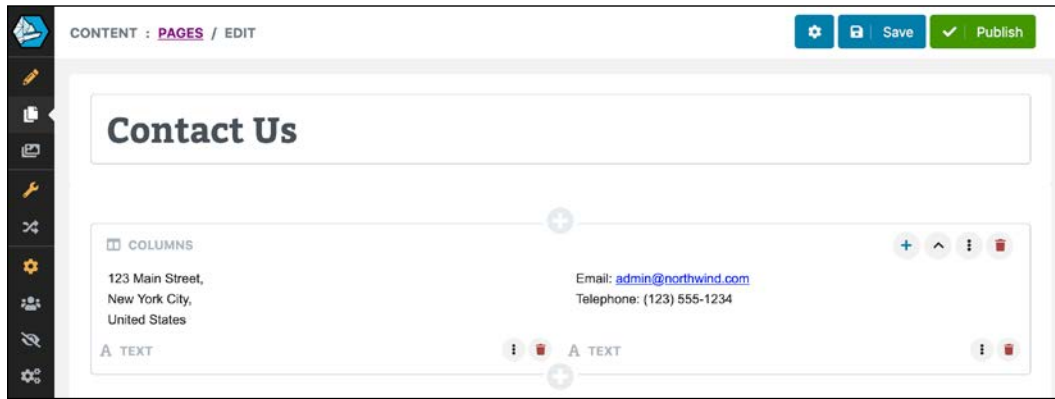 CONTENT : PAGES / EDIT
Save
Publish
Contact Us
COLUMNS
123 Main Street,
New York City,
United States
Email: admin@northwind.com
Telephone: (123) 555-1234
A TEXT
A TEXT